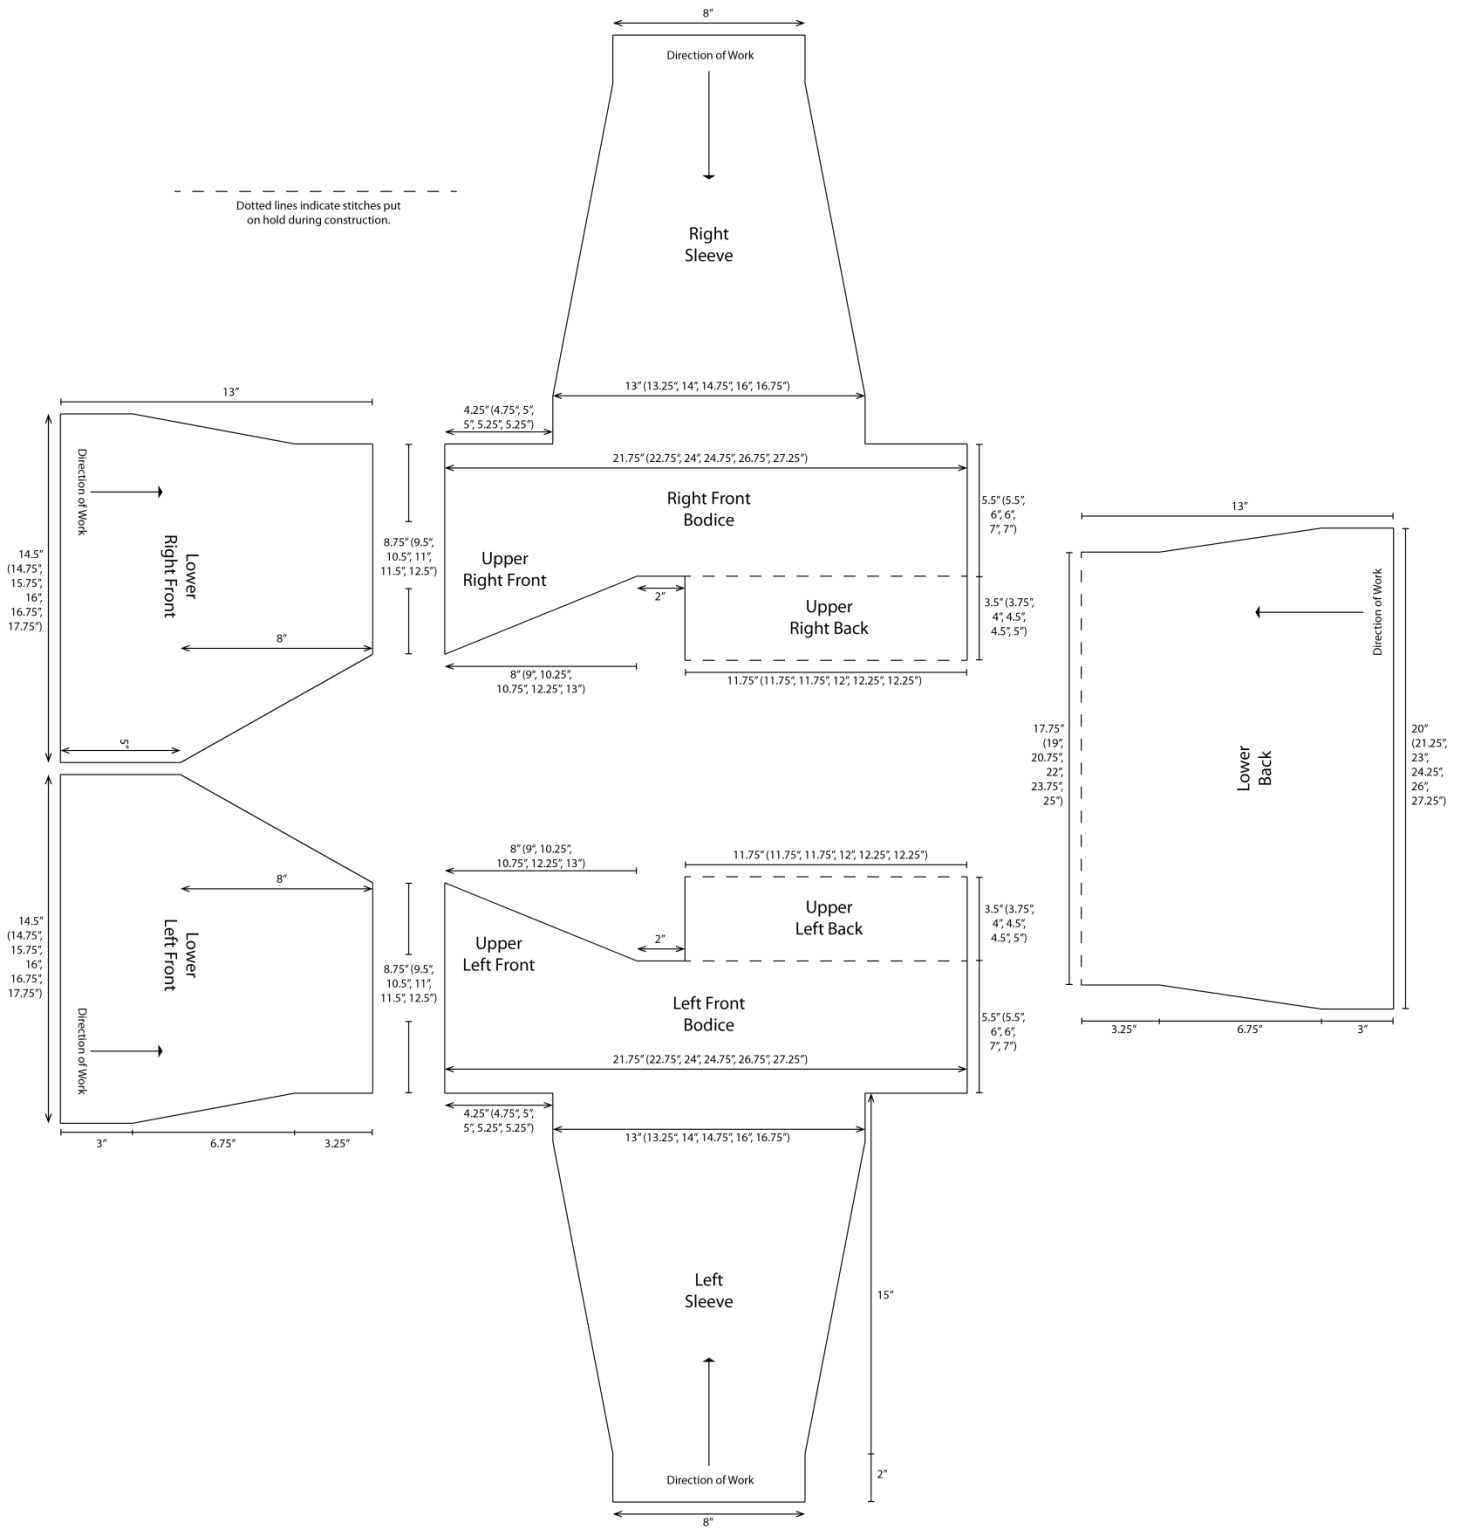 8”
Direction of Work
Dotted lines indicate stitches put
on hold during construction.
Right
Sleeve
13” (13.25”, 14”, 14.75”, 16”, 16.75”)
13”
4.25” (4.75”, 5”,
5”, 5.25”, 5.25”)
21.75” (22.75”, 24”, 24.75”, 26.75”, 27.25”)
Direction of Work
Lower
Right Front
14.5”
(14.75”,
15.75”,
16”,
16.75”,
17.75”)
8”
5”
8.75” (9.5”,
10.5”, 11”,
11.5”, 12.5”)
Right Front
Bodice
Upper
Right Front
2”
Upper
Right Back
5.5” (5.5”,
6”, 6”,
7”, 7”)
3.5” (3.75”,
4”, 4.5”,
4.5”, 5”)
8” (9”, 10.25”,
10.75”, 12.25”, 13”)
11.75” (11.75”, 11.75”, 12”, 12.25”, 12.25”)
13”
Direction of Work
17.75”
(19”,
20.75”,
22”,
23.75”,
25”)
Lower
Back
20”
(21.25”,
23”,
24.25”,
26”,
27.25”)
3.25”
6.75”
3”
8”
14.5”
(14.75”,
15.75”,
16”,
16.75”,
17.75”)
Lower
Left Front
Direction of Work
3”
6.75”
3.25”
8” (9”, 10.25”,
10.75”, 12.25”, 13”)
11.75” (11.75”, 11.75”, 12”, 12.25”, 12.25”)
Upper
Left Back
2”
Upper
Left Front
3.5” (3.75”,
4”, 4.5”,
4.5”, 5”)
8.75” (9.5”,
10.5”, 11”,
11.5”, 12.5”)
Left Front
Bodice
5.5” (5.5”,
6”, 6”,
7”, 7”)
21.75” (22.75”, 24”, 24.75”, 26.75”, 27.25”)
4.25” (4.75”, 5”,
5”, 5.25”, 5.25”)
13” (13.25”, 14”, 14.75”, 16”, 16.75”)
Left
Sleeve
15”
Direction of Work
2”
8”